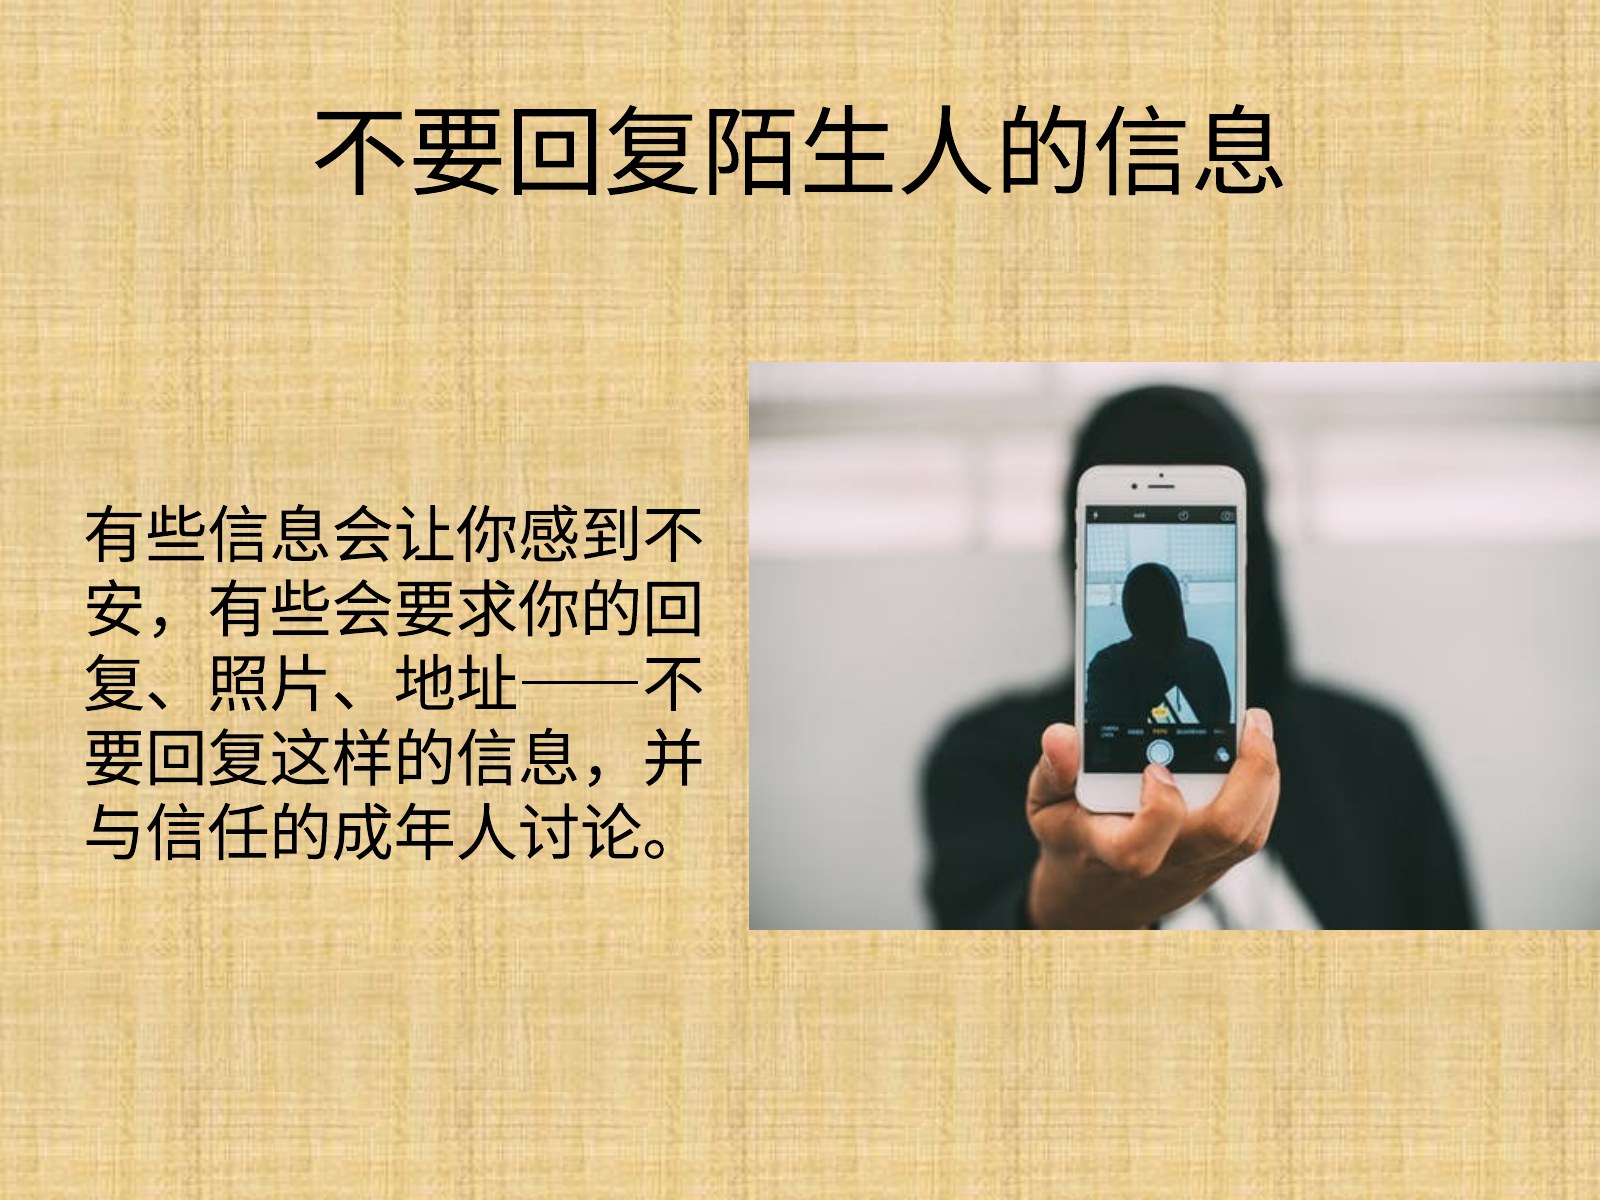 不要回复陌生人的信息
有些信息会让你感到不
安，有些会要求你的回
复、照片、地址——不
要回复这样的信息，并
与信任的成年人讨论。